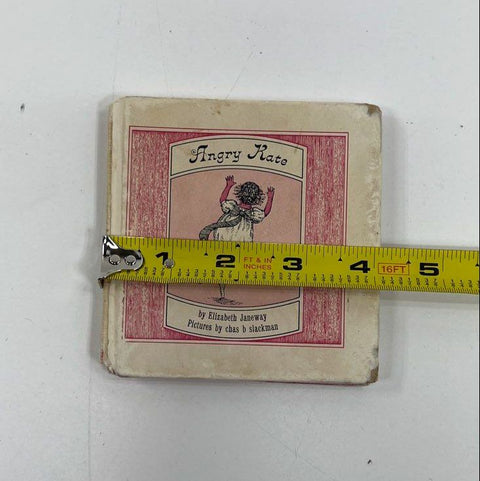 Angry Kate
1 2 FT & IN
INCHES 3 4 16FT 5
by Elizabeth Janeway
Pictures by chas b slackman